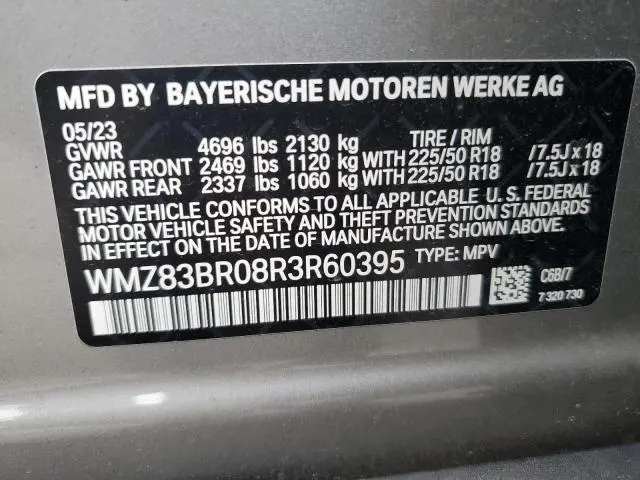 MFD BY BAYERISCHE MOTOREN WERKE AG
05/23
GVWR 4696 lbs 2130 kg TIRE / RIM
GAWR FRONT 2469 lbs 1120 kg WITH 225/50 R18 /7.5J x 18
GAWR REAR 2337 lbs 1060 kg WITH 225/50 R18 /7.5J x 18
THIS VEHICLE CONFORMS TO ALL APPLICABLE U. S. FEDERAL
MOTOR VEHICLE SAFETY AND THEFT PREVENTION STANDARDS
IN EFFECT ON THE DATE OF MANUFACTURE SHOWN ABOVE.
WMZ83BR08R3R60395 TYPE: MPV
C6B/7
7 320 730